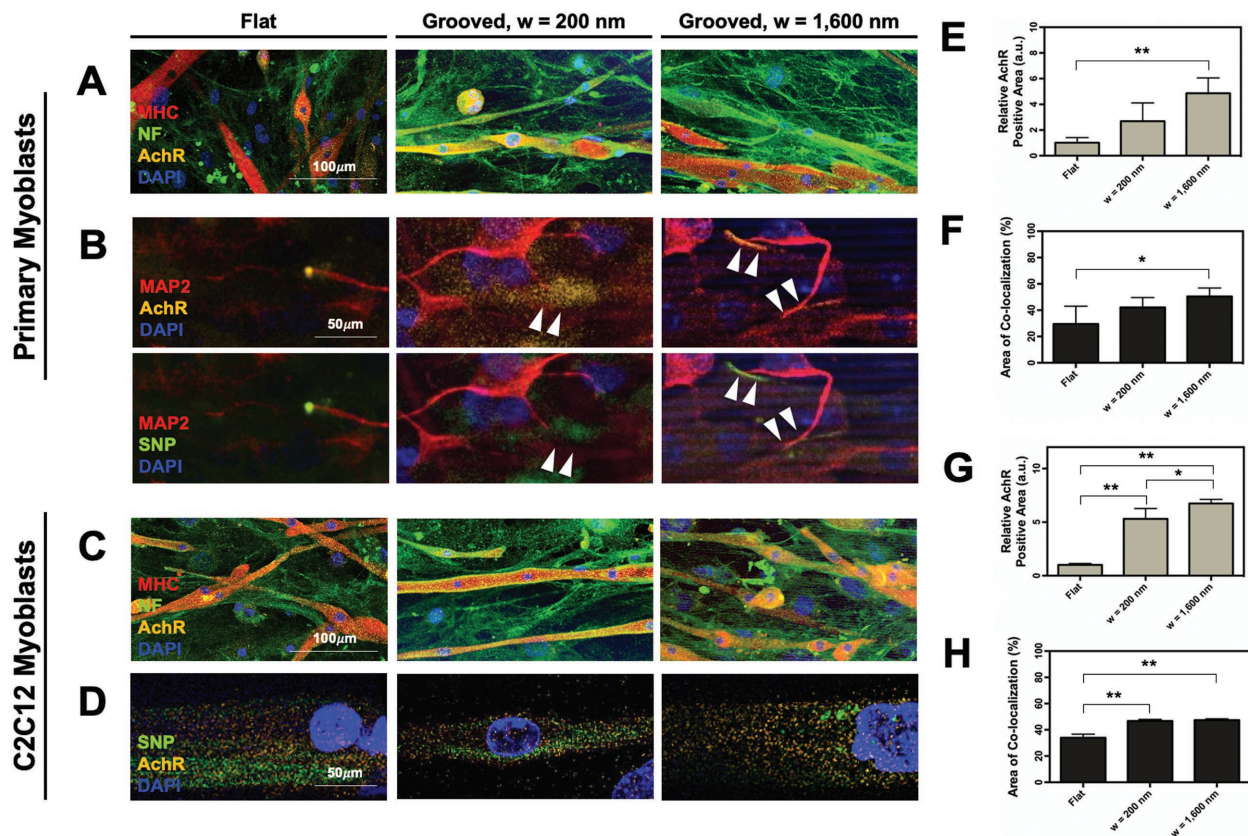 Flat
Grooved, w = 200 nm
Grooved, w = 1,600 nm
Primary Myoblasts
A
MHC
NF
AchR
DAPI
100μm
B
MAP2
AchR
DAPI
50μm
MAP2
SNP
DAPI
C2C12 Myoblasts
C
MHC
NF
AchR
DAPI
100μm
D
SNP
AchR
DAPI
50μm
E
Relative AchR
Positive Area (a.u.)
10
8
6
4
2
0
**
Flat
w = 200 nm
w = 1,600 nm
F
Area of Co-localization (%)
100
80
60
40
20
0
*
Flat
w = 200 nm
w = 1,600 nm
G
Relative AchR
Positive Area (a.u.)
10
5
0
**
**
*
Flat
w = 200 nm
w = 1,600 nm
H
Area of Co-localization (%)
100
80
60
40
20
0
**
**
Flat
w = 200 nm
w = 1,600 nm